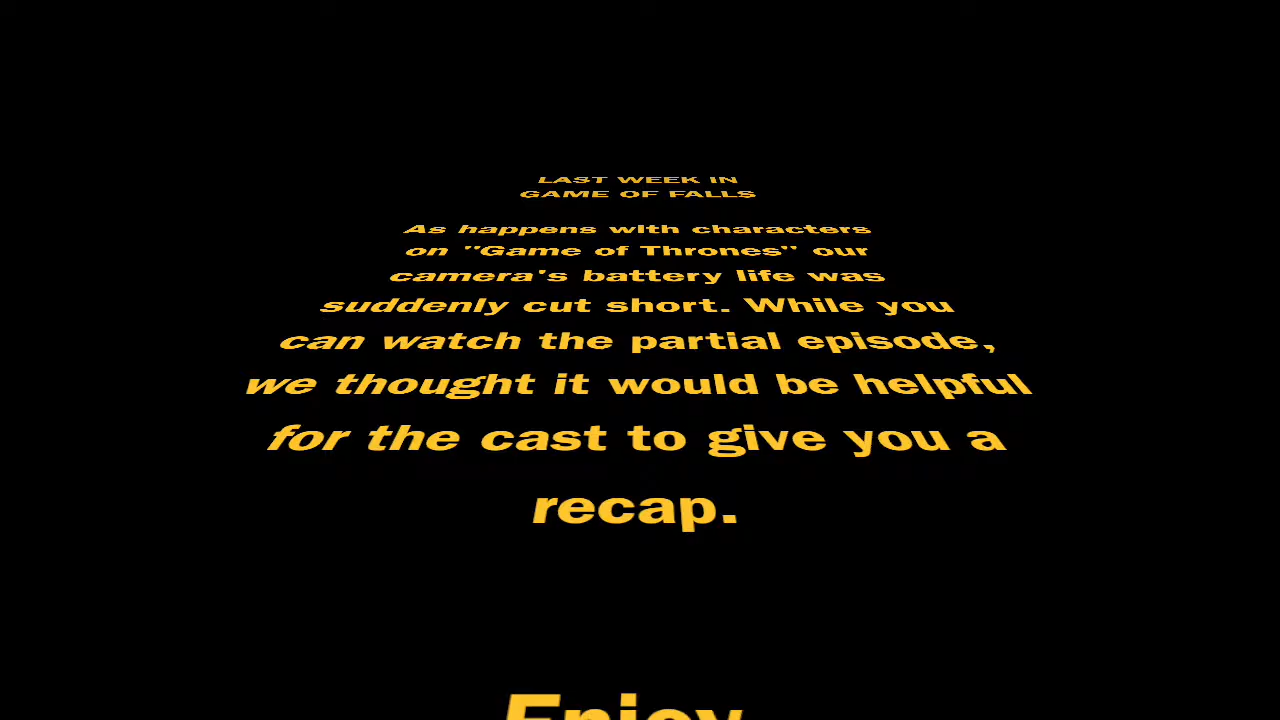 LAST WEEK IN
GAME OF FALLS
As happens with characters
on "Game of Thrones" our
camera's battery life was
suddenly cut short. While you
can watch the partial episode,
we thought it would be helpful
for the cast to give you a
recap.
Enjoy